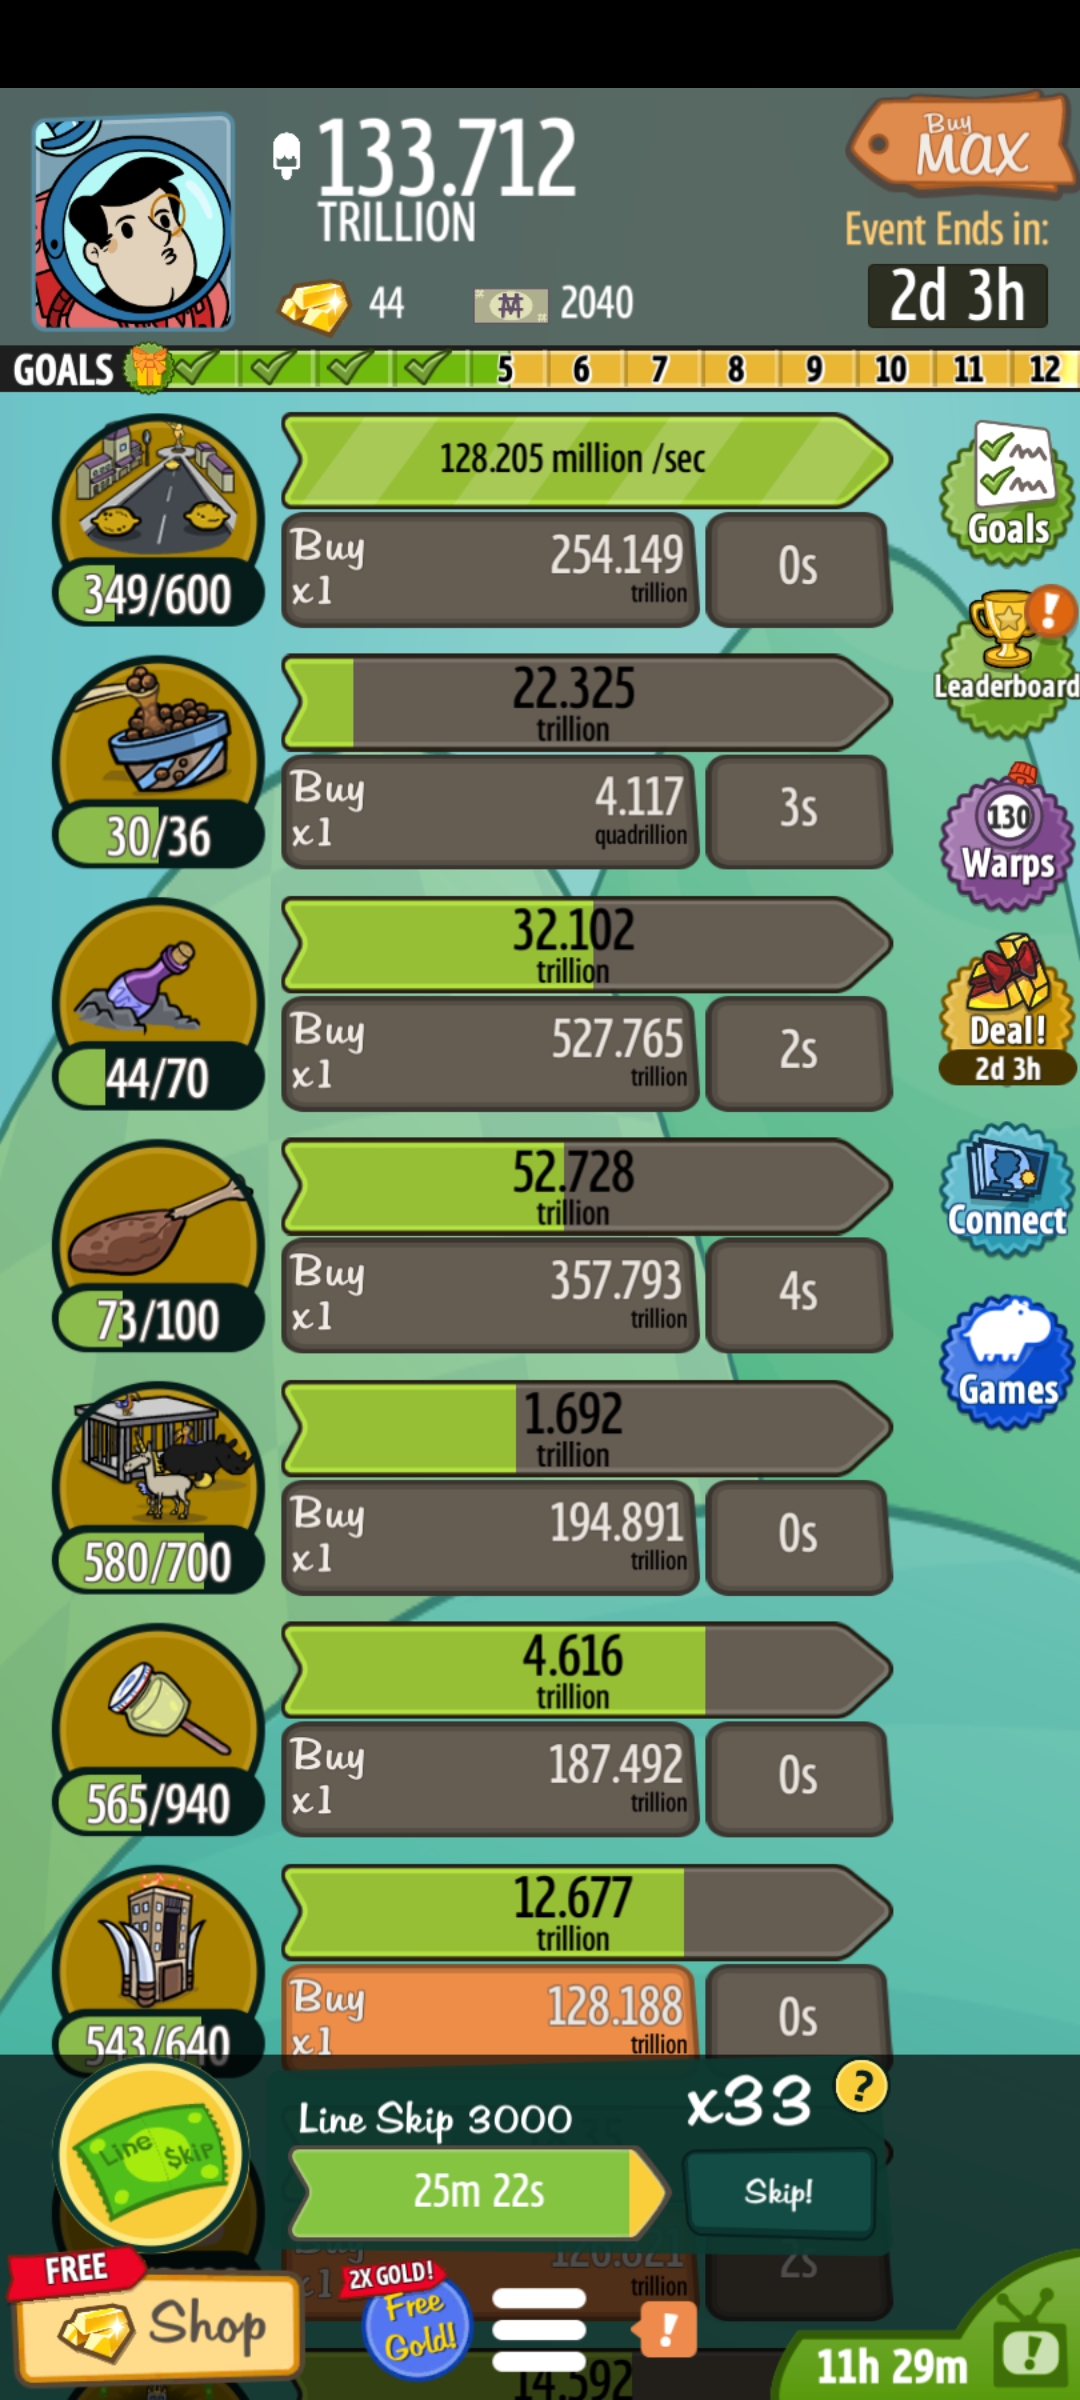 133.712
TRILLION
Buy
MAX
Event Ends in:
2d 3h
44
2040
GOALS
5 6 7 8 9 10 11 12
128.205 million /sec
Buy
x1
254.149
trillion
0s
349/600
Goals
Leaderboard
22.325
trillion
Buy
x1
4.117
quadrillion
3s
30/36
130
Warps
32.102
trillion
Buy
x1
527.765
trillion
2s
44/70
Deal!
2d 3h
52.728
trillion
Buy
x1
357.793
trillion
4s
73/100
Connect
Games
1.692
trillion
Buy
x1
194.891
trillion
0s
580/700
4.616
trillion
Buy
x1
187.492
trillion
0s
565/940
12.677
trillion
Buy
x1
128.188
trillion
0s
543/640
Line Skip
Line Skip 3000
x33
?
25m 22s
Skip!
trillion
2s
FREE
Shop
2X GOLD!
Free
Gold!
!
14.592
11h 29m
!